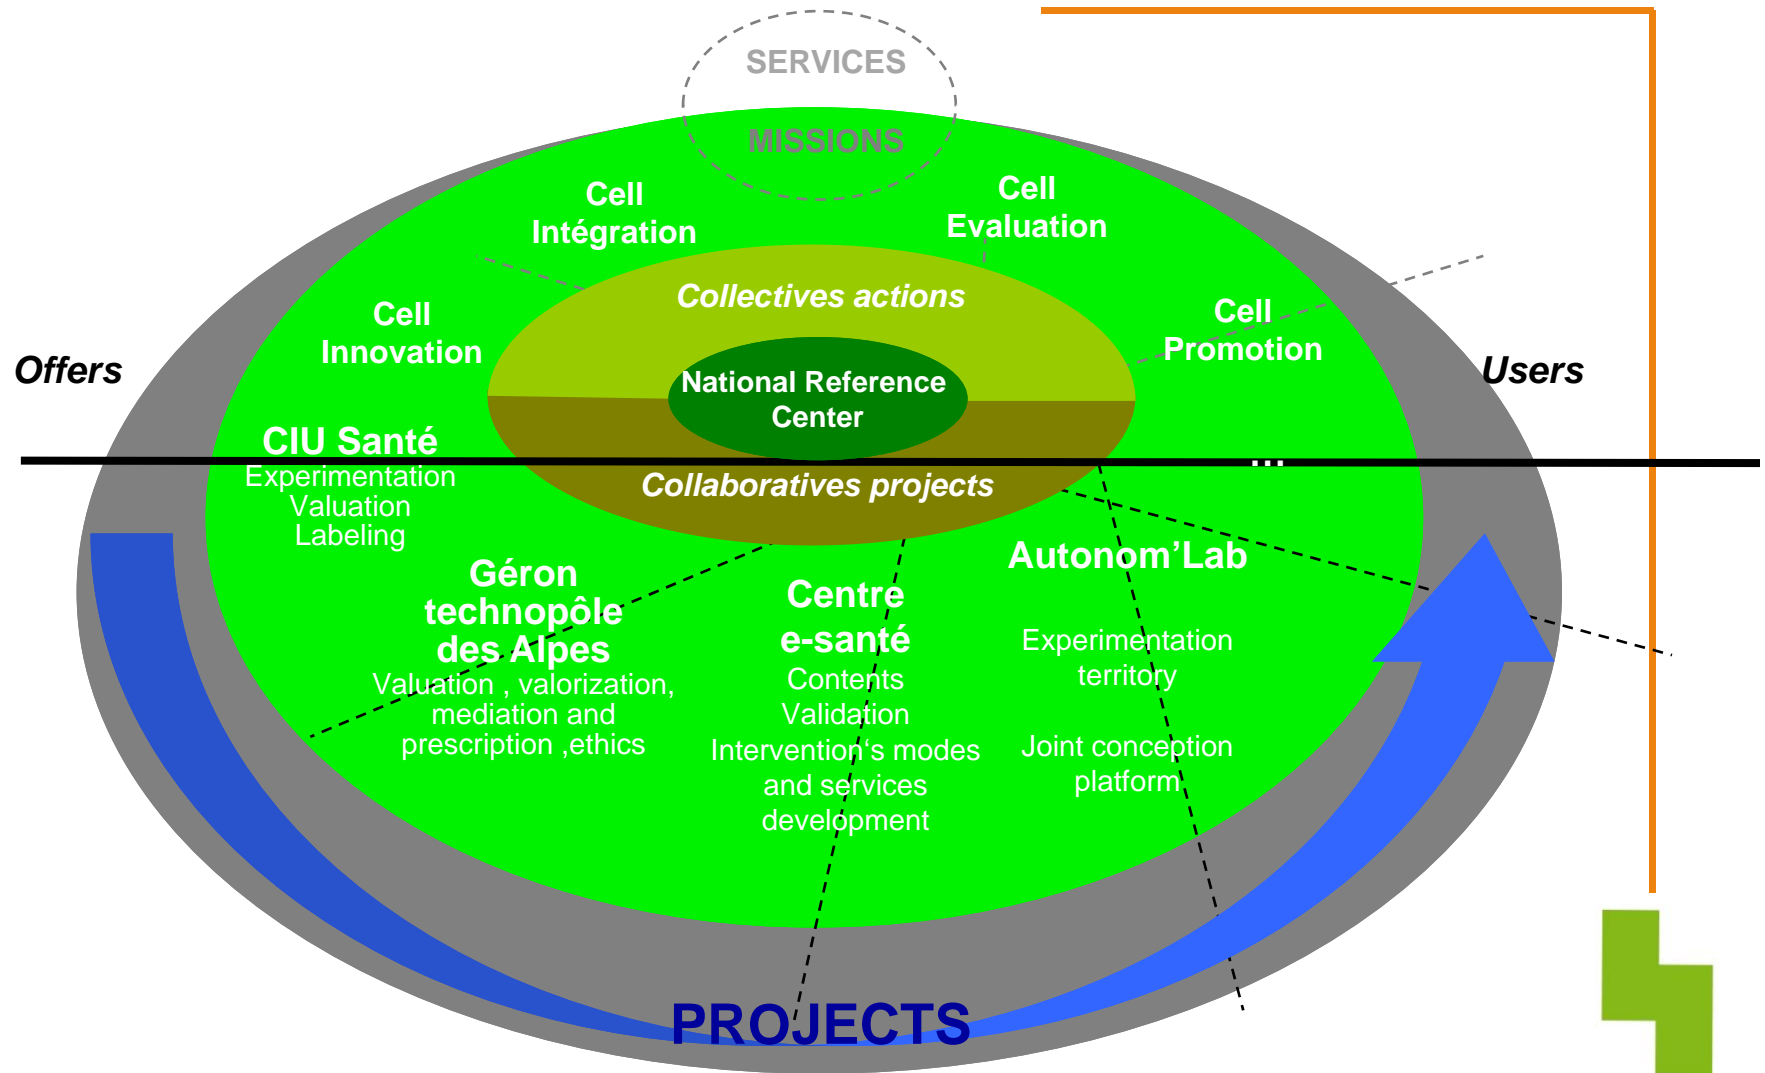 SERVICES
MISSIONS
Cell
Intégration
Cell
Evaluation
Collectives actions
Cell
Innovation
Cell
Promotion
Offers
Users
National Reference
Center
CIU Santé
Experimentation
Valuation
Labeling
...
Collaboratives projects
Géron
technopôle
des Alpes
Valuation , valorization,
mediation and
prescription ,ethics
Centre
e-santé
Contents
Validation
Intervention‘s modes
and services
development
Autonom’Lab
Experimentation
territory
Joint conception
platform
PROJECTS